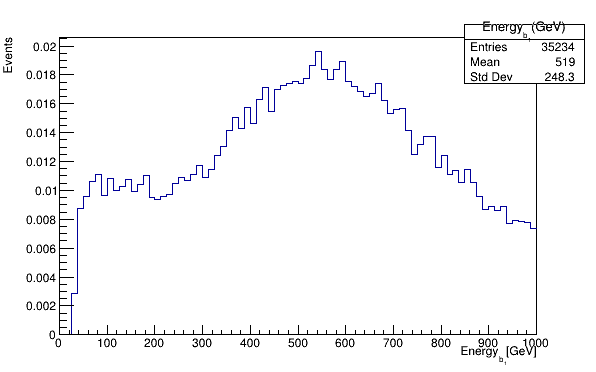 Energy_b_1(GeV)
Entries 35234
Mean 519
Std Dev 248.3
Events
0.02
0.018
0.016
0.014
0.012
0.01
0.008
0.006
0.004
0.002
0
0 100 200 300 400 500 600 700 800 900 1000
Energy_b_1[GeV]